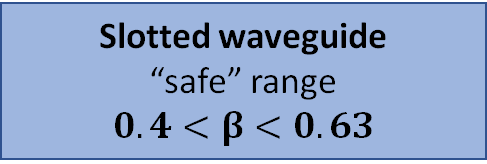 Slotted waveguide
“safe” range
0.4 < β < 0.63